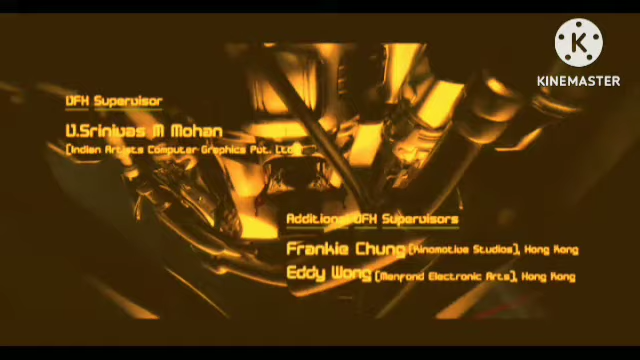 VFX Supervisor
V.Srinivas M Mohan
(Indian Artists Computer Graphics Pvt. Ltd)
Additional VFX Supervisors
Frankie Chung (Kinomotive Studios), Hong Kong
Eddy Wong (Menfond Electronic Arts), Hong Kong
K
KINEMASTER